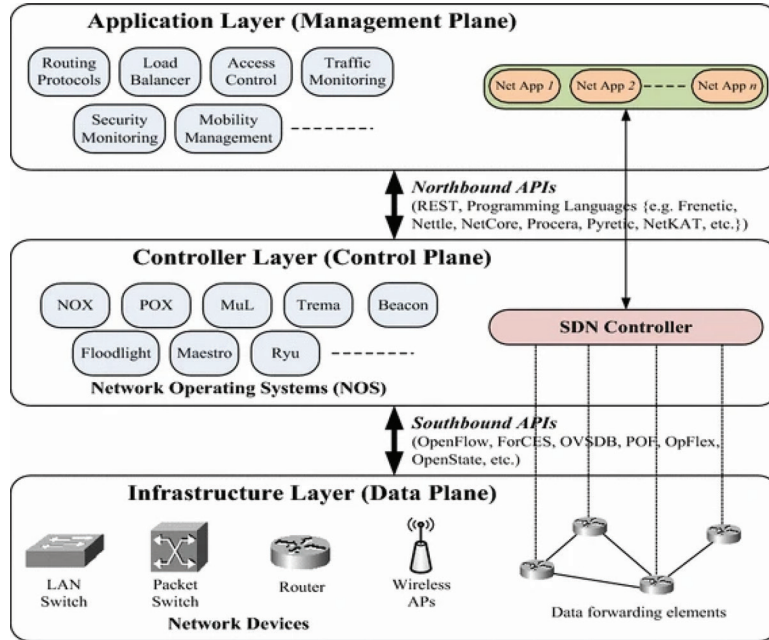 Application Layer (Management Plane)
Routing
Protocols
Load
Balancer
Access
Control
Traffic
Monitoring
Security
Monitoring
Mobility
Management
Net App 1
Net App 2
Net App n
Northbound APIs
(REST, Programming Languages {e.g. Frenetic,
Nettle, NetCore, Procera, Pyretic, NetKAT, etc.})
Controller Layer (Control Plane)
NOX
POX
MuL
Trema
Beacon
Floodlight
Maestro
Ryu
Network Operating Systems (NOS)
SDN Controller
Southbound APIs
(OpenFlow, ForCES, OVSDB, POF, OpFlex,
OpenState, etc.)
Infrastructure Layer (Data Plane)
LAN
Switch
Packet
Switch
Router
Wireless
APs
Network Devices
Data forwarding elements